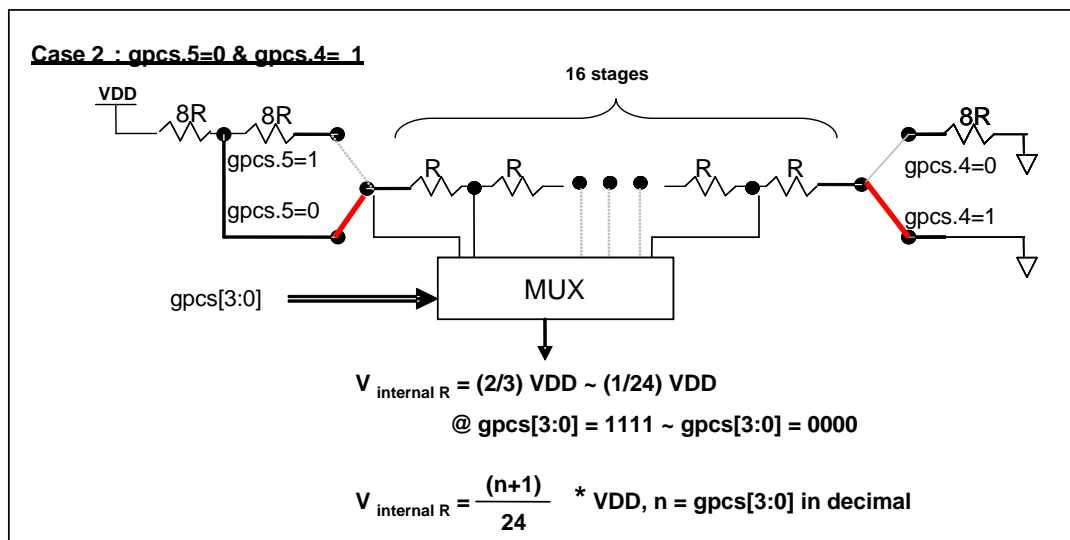 Case 2 : gpcs.5=0 & gpcs.4= 1
16 stages
VDD
8R 8R 8R
gpcs.5=1
R R R R
gpcs.4=0
gpcs.5=0
gpcs.4=1
MUX
gpcs[3:0]
V internal R = (2/3) VDD ~ (1/24) VDD
@ gpcs[3:0] = 1111 ~ gpcs[3:0] = 0000
V internal R = (n+1) / 24 * VDD, n = gpcs[3:0] in decimal